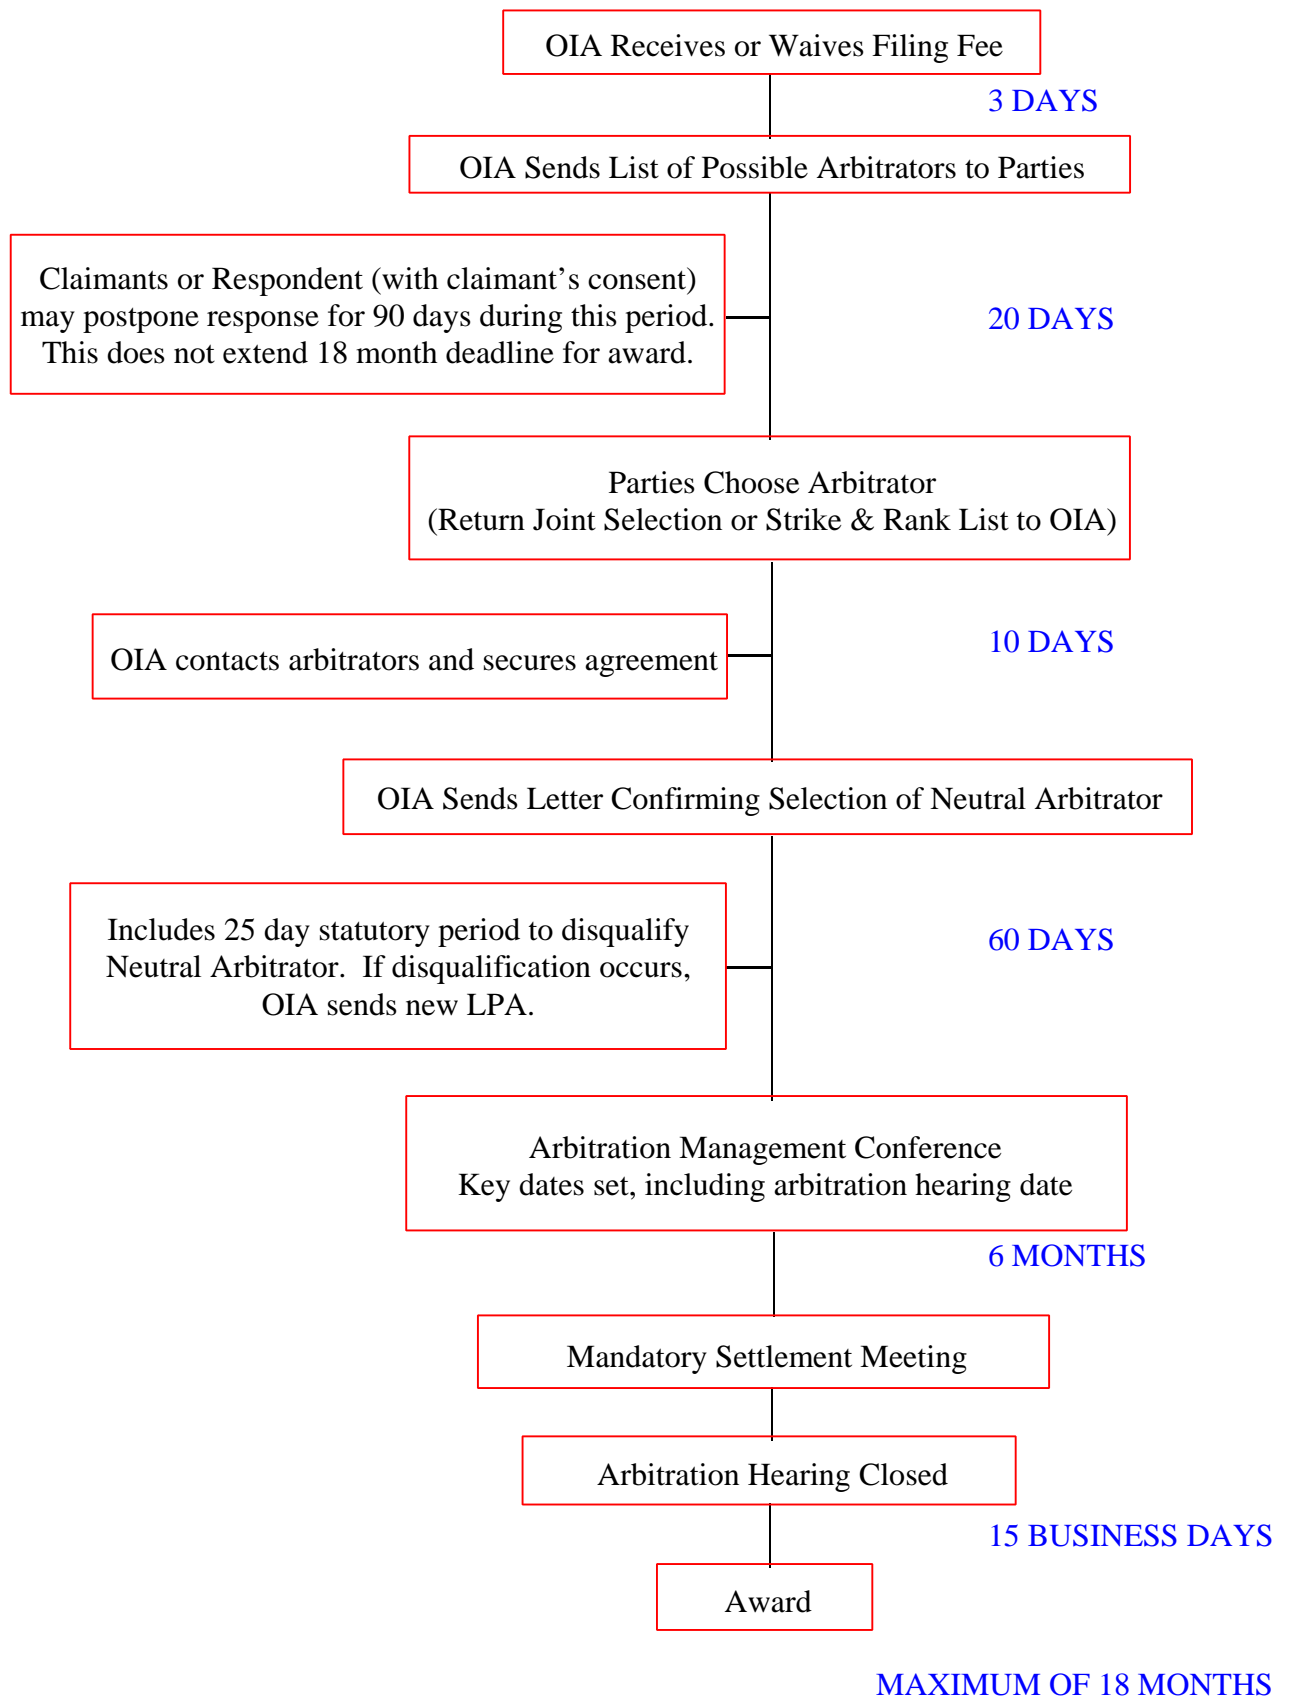 OIA Receives or Waives Filing Fee
3 DAYS
OIA Sends List of Possible Arbitrators to Parties
Claimants or Respondent (with claimant’s consent)
may postpone response for 90 days during this period.
This does not extend 18 month deadline for award.
20 DAYS
Parties Choose Arbitrator
(Return Joint Selection or Strike & Rank List to OIA)
OIA contacts arbitrators and secures agreement
10 DAYS
OIA Sends Letter Confirming Selection of Neutral Arbitrator
Includes 25 day statutory period to disqualify
Neutral Arbitrator.  If disqualification occurs,
OIA sends new LPA.
60 DAYS
Arbitration Management Conference
Key dates set, including arbitration hearing date
6 MONTHS
Mandatory Settlement Meeting
Arbitration Hearing Closed
15 BUSINESS DAYS
Award
MAXIMUM OF 18 MONTHS